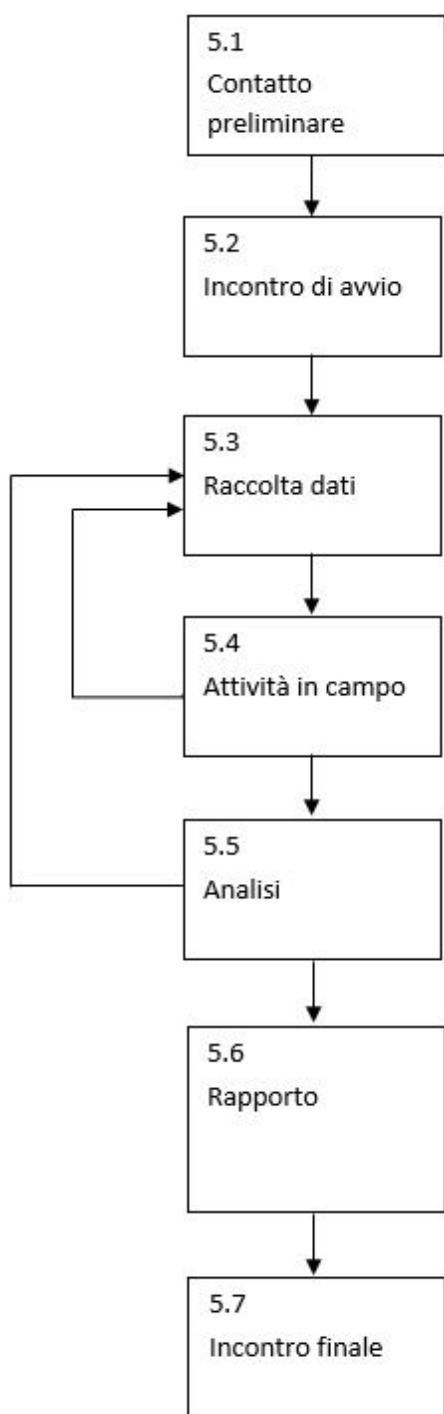 5.1
Contatto
preliminare
5.2
Incontro di avvio
5.3
Raccolta dati
5.4
Attività in campo
5.5
Analisi
5.6
Rapporto
5.7
Incontro finale